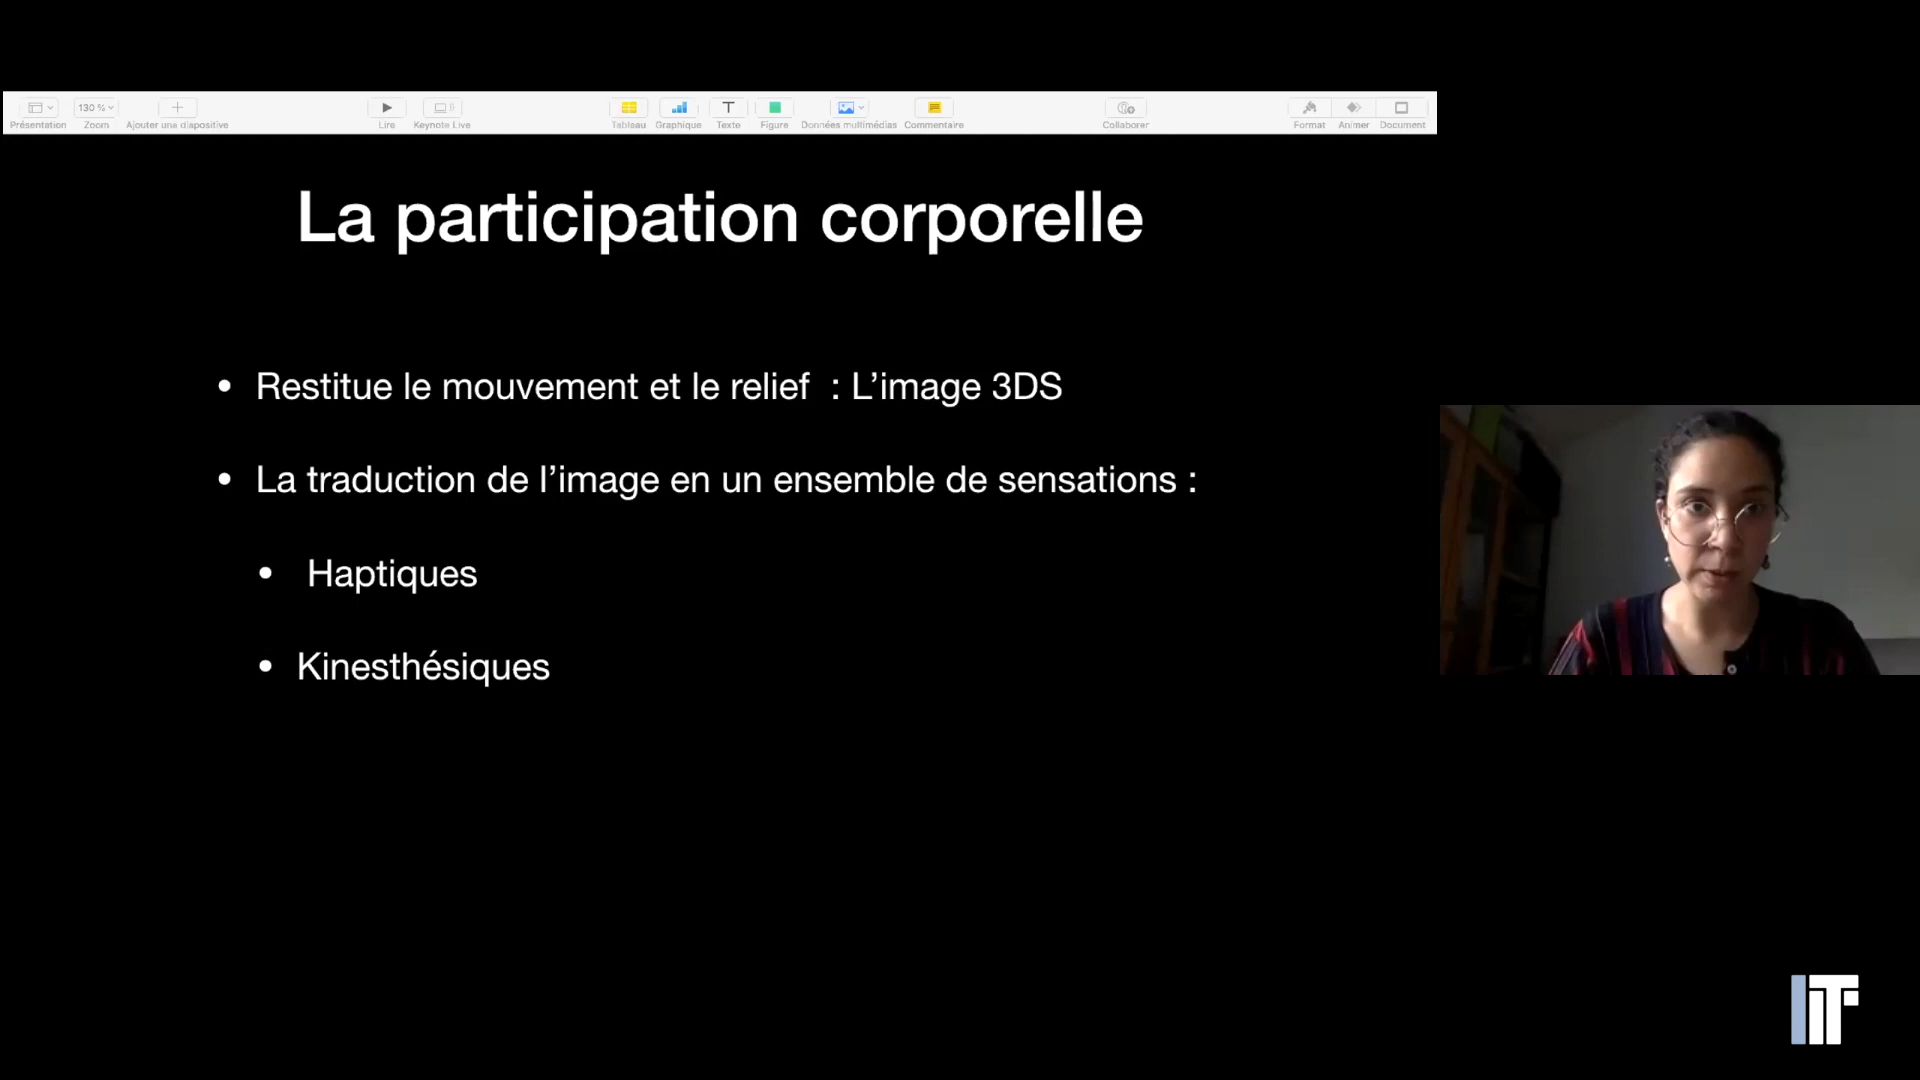 130 %
Présentation Zoom Ajouter une diapositive Lire Keynote Live Tableau Graphique Texte Figure Données multimédias Commentaire Collaborer Format Animer Document
La participation corporelle
• Restitue le mouvement et le relief : L’image 3DS
• La traduction de l’image en un ensemble de sensations :
• Haptiques
• Kinesthésiques